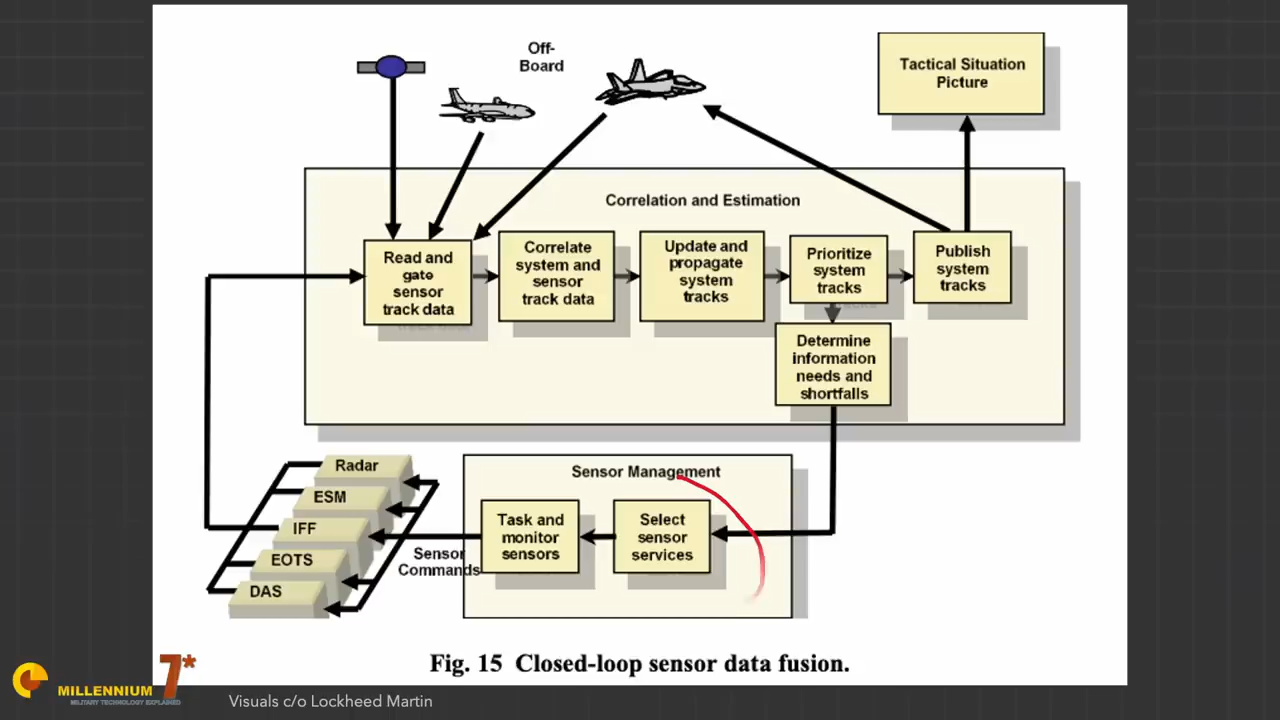 Off-
Board
Tactical Situation
Picture
Correlation and Estimation
Read and
gate
sensor
track data
Correlate
system and
sensor
track data
Update and
propagate
system
tracks
Prioritize
system
tracks
Publish
system
tracks
Determine
information
needs and
shortfalls
Radar
ESM
IFF
EOTS
DAS
Sensor
Commands
Sensor Management
Task and
monitor
sensors
Select
sensor
services
Fig. 15 Closed-loop sensor data fusion.
MILLENNIUM 7*
MILITARY TECHNOLOGY EXPLAINED
Visuals c/o Lockheed Martin